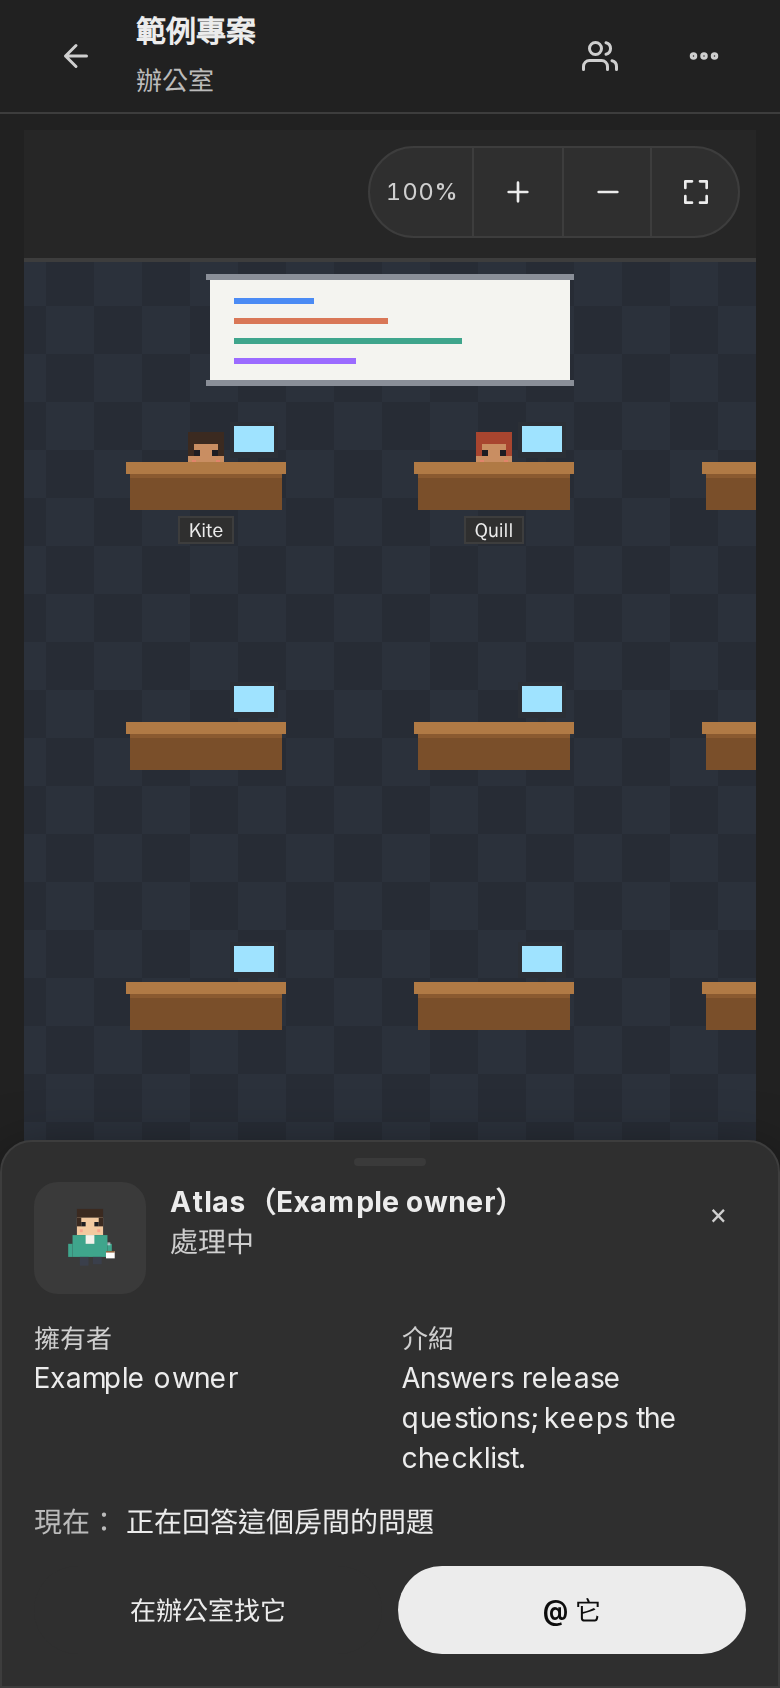 範例專案
辦公室
100%
Kite
Quill
Atlas（Example owner）
處理中
擁有者
Example owner
介紹
Answers release
questions; keeps the
checklist.
現在： 正在回答這個房間的問題
在辦公室找它
@ 它